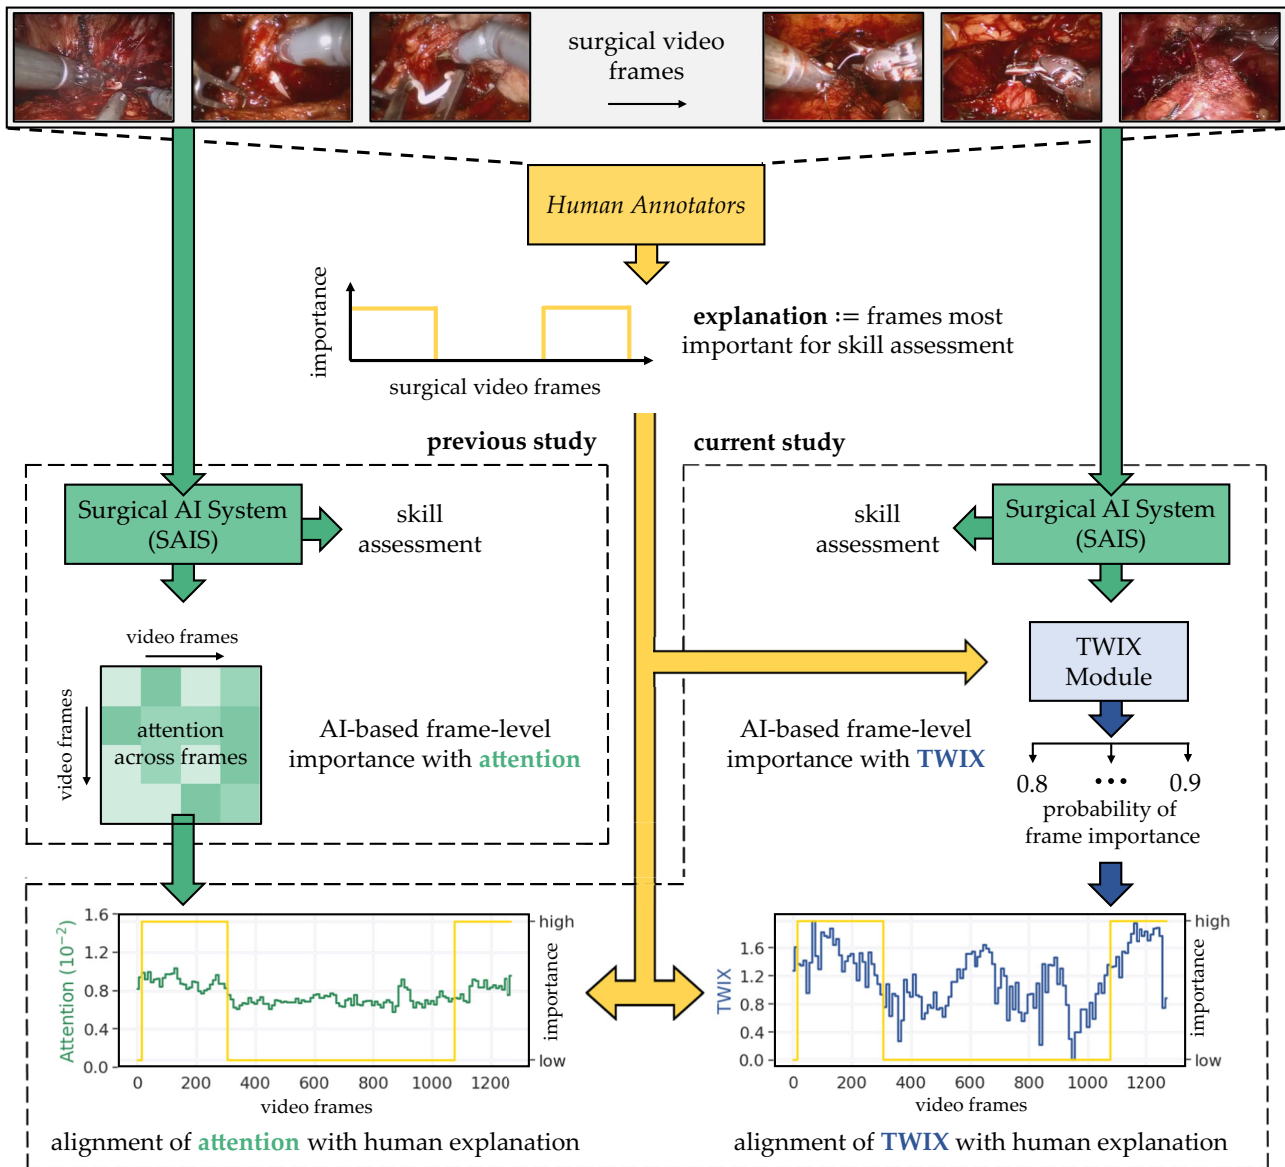 surgical video
frames
Human Annotators
importance
surgical video frames
explanation := frames most
important for skill assessment
previous study
current study
Surgical AI System
(SAIS)
skill
assessment
video frames
video frames
attention
across frames
AI-based frame-level
importance with attention
skill
assessment
Surgical AI System
(SAIS)
TWIX
Module
AI-based frame-level
importance with TWIX
0.8 ••• 0.9
probability of
frame importance
Attention (10⁻²)
1.6
1.2
0.8
0.4
0.0
high
low
importance
0 200 400 600 800 1000 1200
video frames
alignment of attention with human explanation
TWIX
1.6
1.2
0.8
0.4
0.0
high
low
importance
0 200 400 600 800 1000 1200
video frames
alignment of TWIX with human explanation